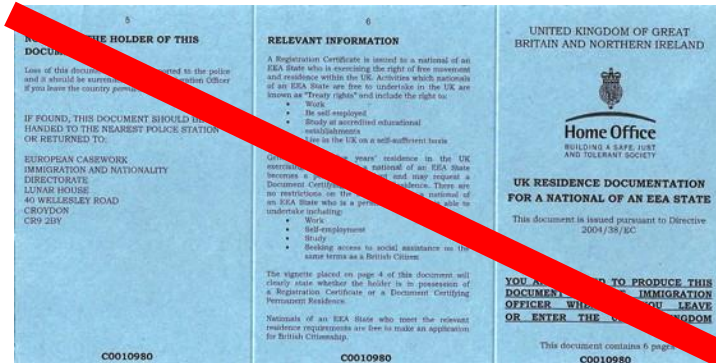 5
THE HOLDER OF THIS
Loss of this to the police
and it should be Officer
if you leave the country
IF FOUND, THIS DOCUMENT SHOULD BE
HANDED TO THE NEAREST POLICE STATION
OR RETURNED TO:
EUROPEAN CASEWORK
IMMIGRATION AND NATIONALITY
DIRECTORATE
LUNAR HOUSE
40 WELLESLEY ROAD
CROYDON
CR9 2BY
C0010980
6
RELEVANT INFORMATION
A Registration Certificate is issued to a national of an
EEA State who is exercising the right of free movement
and residence within the UK. Activities which nationals
of an EEA State are free to undertake in the UK are
known as "Treaty rights" and include the right to:
• Work
• Be self-employed
• Study at accredited educational
establishments
• Live in the UK on a self-sufficient basis
years' residence in the UK
a national of an EEA State
becomes a and may request a
Document There are
no restrictions on the national of
an EEA State who is a able to
undertake including:
• Work
• Self-employment
• Study
• Seeking access to social assistance on the
same terms as a British Citizen
The vignette placed on page 4 of this document will
clearly state whether the holder is in possession of
a Registration Certificate or a Document Certifying
Permanent Residence.
Nationals of an EEA State who meet the relevant
residence requirements are free to make an application
for British Citizenship.
C0010980
UNITED KINGDOM OF GREAT
BRITAIN AND NORTHERN IRELAND
Home Office
BUILDING A SAFE, JUST
AND TOLERANT SOCIETY
UK RESIDENCE DOCUMENTATION
FOR A NATIONAL OF AN EEA STATE
This document is issued pursuant to Directive
2004/38/EC
YOU TO PRODUCE THIS
DOCUMENT IMMIGRATION
OFFICER YOU LEAVE
OR ENTER THE
This document contains 6 pages
C0010980